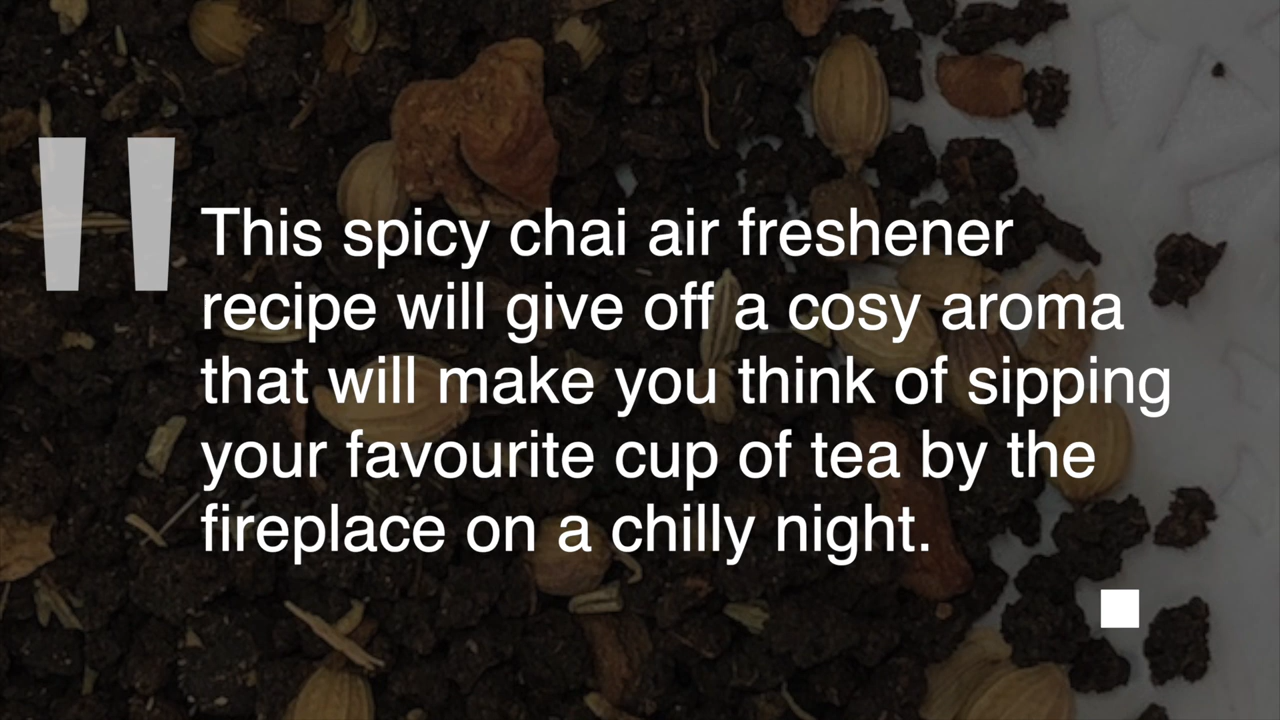 "
This spicy chai air freshener
recipe will give off a cosy aroma
that will make you think of sipping
your favourite cup of tea by the
fireplace on a chilly night.